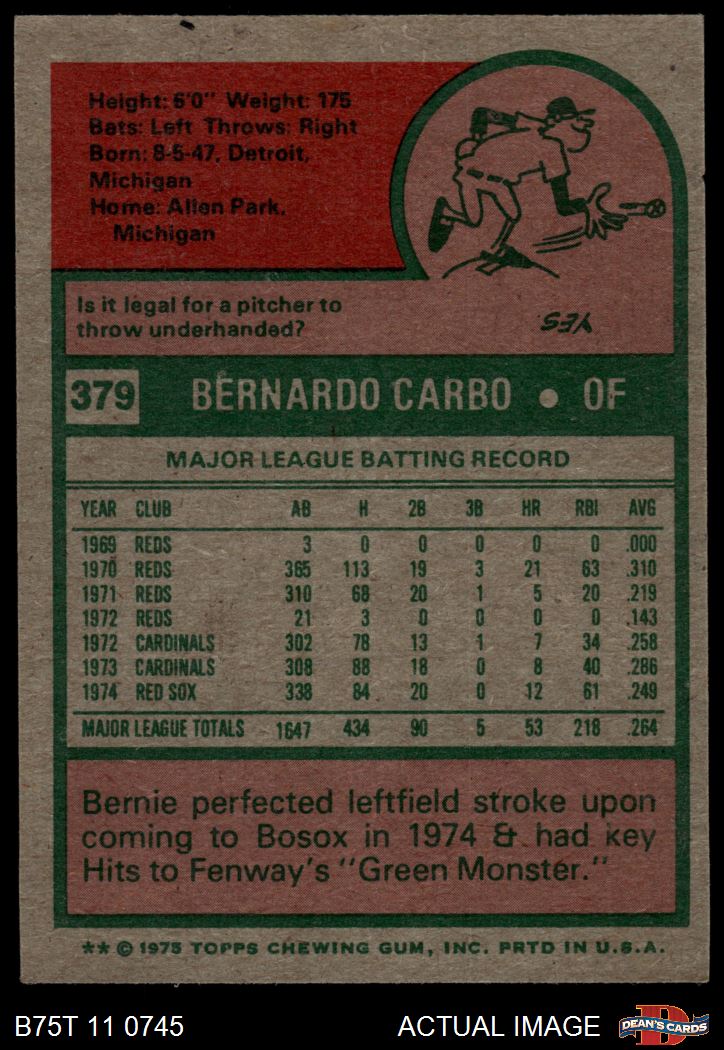 Height: 6'0" Weight: 175
Bats: Left Throws: Right
Born: 8-5-47, Detroit,
Michigan
Home: Allen Park,
Michigan
Is it legal for a pitcher to
throw underhanded?
YES.
379 BERNARDO CARBO • OF
MAJOR LEAGUE BATTING RECORD
YEAR CLUB AB H 2B 3B HR RBI AVG
1969 REDS 3 0 0 0 0 0 .000
1970 REDS 365 113 19 3 21 63 .310
1971 REDS 310 68 20 1 5 20 .219
1972 REDS 21 3 0 0 0 0 .143
1972 CARDINALS 302 78 13 1 7 34 .258
1973 CARDINALS 308 88 18 0 8 40 .286
1974 RED SOX 338 84 20 0 12 61 .249
MAJOR LEAGUE TOTALS 1647 434 90 5 53 218 .264
Bernie perfected leftfield stroke upon
coming to Bosox in 1974 & had key
Hits to Fenway's "Green Monster."
** © 1975 TOPPS CHEWING GUM, INC. PRTD IN U.S.A.
B75T 11 0745 ACTUAL IMAGE DEAN'S CARDS